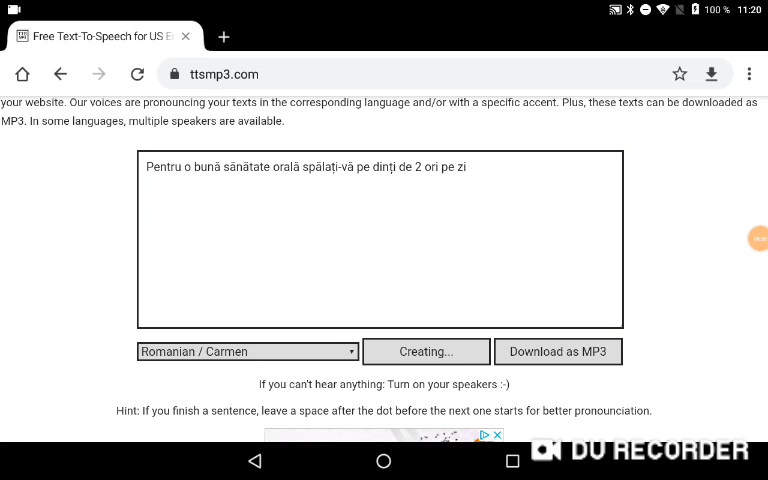 100 % 11:20
Free Text-To-Speech for US En
ttsmp3.com
your website. Our voices are pronouncing your texts in the corresponding language and/or with a specific accent. Plus, these texts can be downloaded as
MP3. In some languages, multiple speakers are available.
Pentru o bună sănătate orală spălați-vă pe dinți de 2 ori pe zi
Romanian / Carmen
Creating...
Download as MP3
If you can't hear anything: Turn on your speakers :-)
Hint: If you finish a sentence, leave a space after the dot before the next one starts for better pronounciation.
DU RECORDER